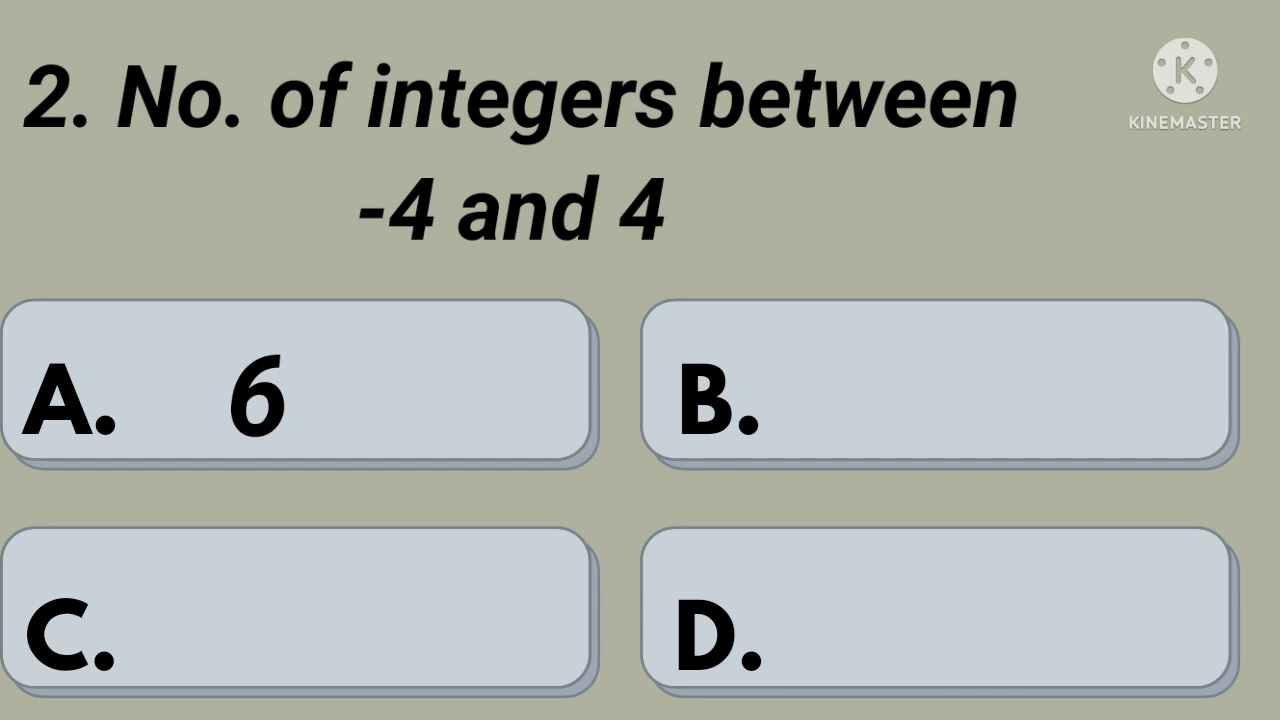 2. No. of integers between
-4 and 4
KINEMASTER
A. 6
B.
C.
D.